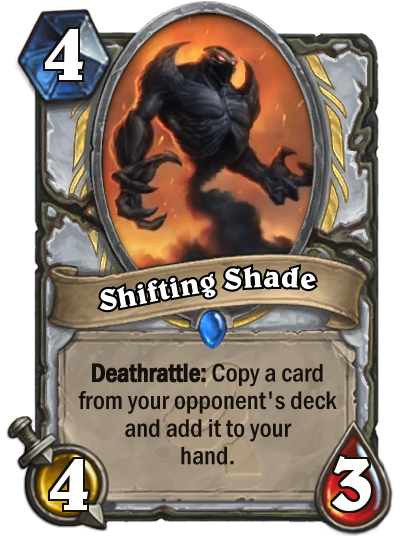 4
Shifting Shade
Deathrattle: Copy a card
from your opponent's deck
and add it to your
hand.
4
3